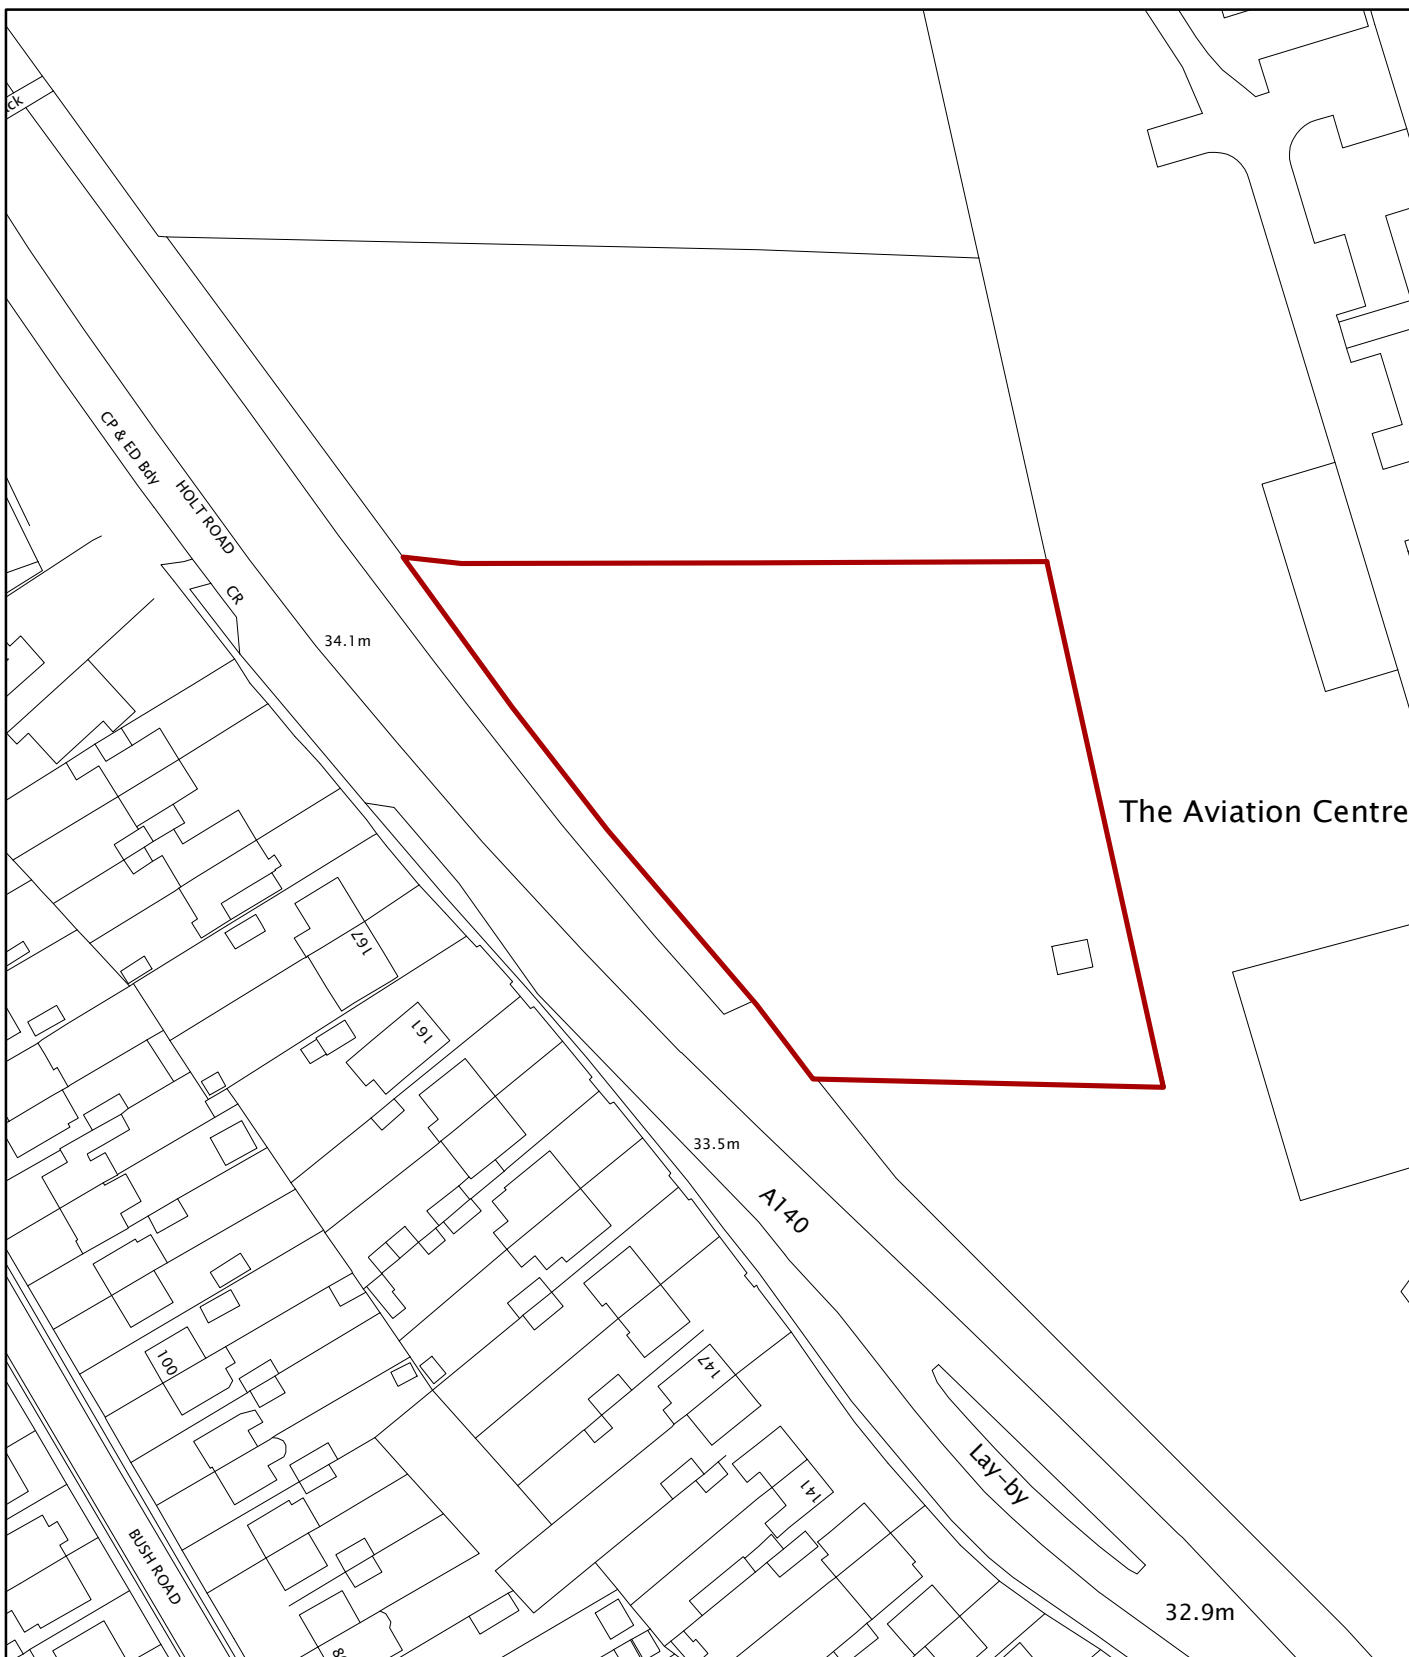 CP & ED Bdy
HOLT ROAD
CR
34.1m
The Aviation Centre
167
161
33.5m
A140
100
147
Lay-by
141
BUSH ROAD
32.9m